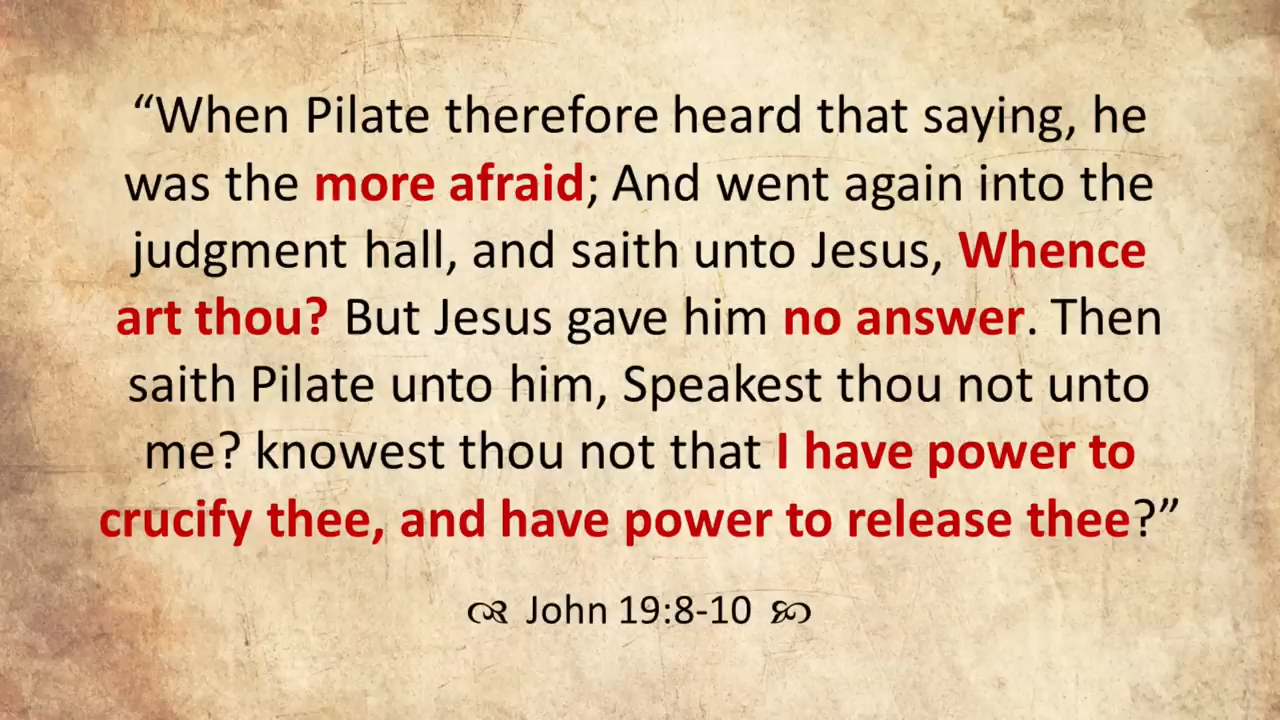 “When Pilate therefore heard that saying, he
was the more afraid; And went again into the
judgment hall, and saith unto Jesus, Whence
art thou? But Jesus gave him no answer. Then
saith Pilate unto him, Speakest thou not unto
me? knowest thou not that I have power to
crucify thee, and have power to release thee?”
John 19:8-10